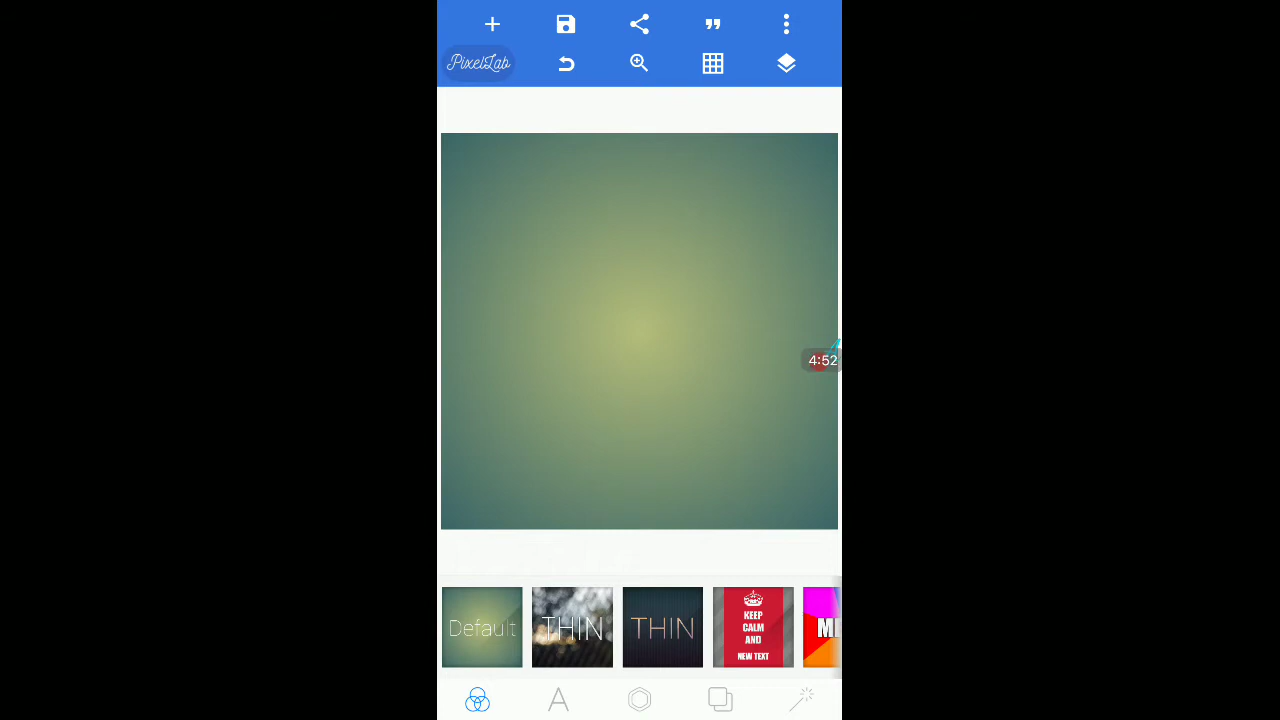 PixelLab
4:52
Default
THIN
THIN
KEEP
CALM
AND
NEW TEXT